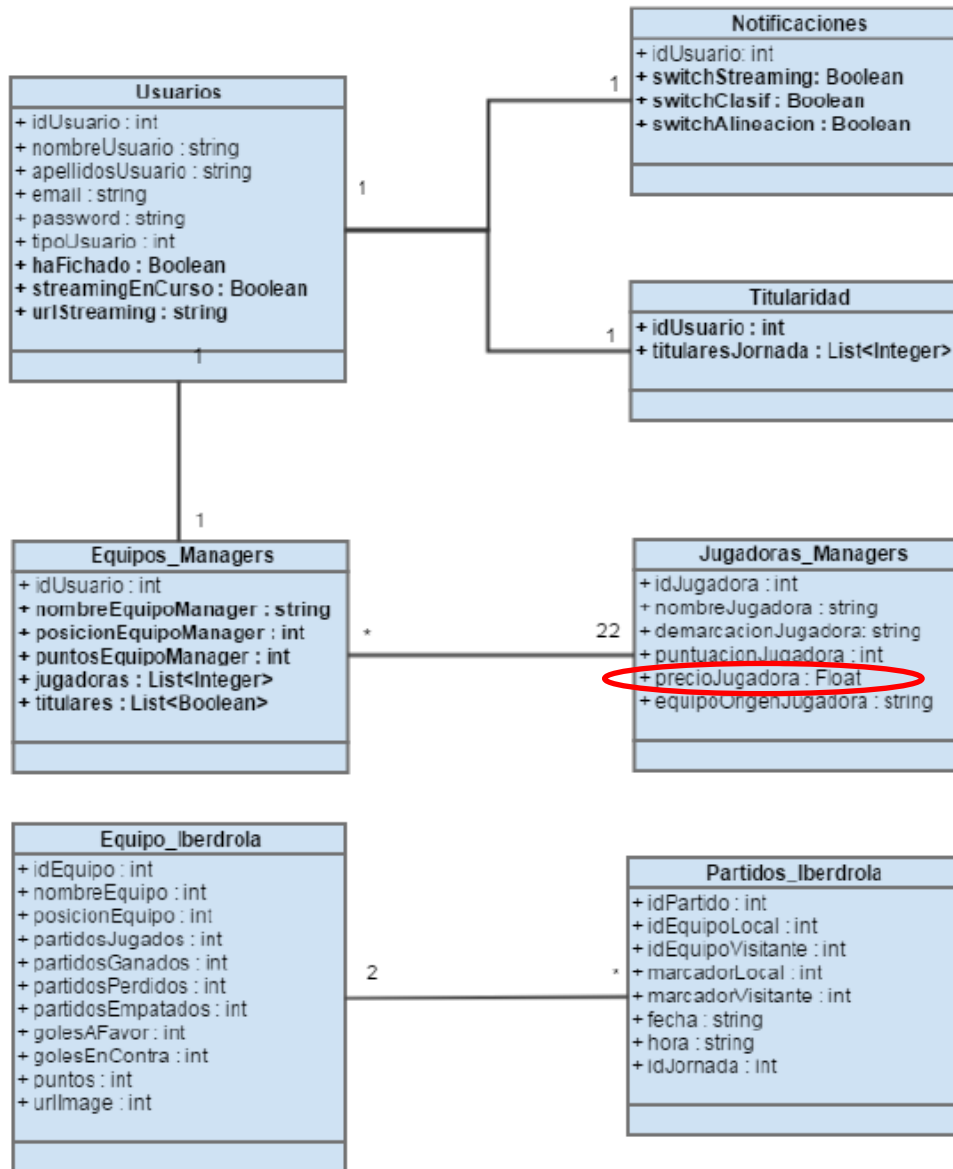 Usuarios
+ idUsuario : int
+ nombreUsuario : string
+ apellidosUsuario : string
+ email : string
+ password : string
+ tipoUsuario : int
+ haFichado : Boolean
+ streamingEnCurso : Boolean
+ urlStreaming : string
1
1
1
Notificaciones
+ idUsuario: int
+ switchStreaming: Boolean
+ switchClasif : Boolean
+ switchAlineacion : Boolean
1
Titularidad
+ idUsuario : int
+ titularesJornada : List<Integer>
1
Equipos_Managers
+ idUsuario : int
+ nombreEquipoManager : string
+ posicionEquipoManager : int
+ puntosEquipoManager : int
+ jugadoras : List<Integer>
+ titulares : List<Boolean>
*
22
Jugadoras_Managers
+ idJugadora : int
+ nombreJugadora : string
+ demarcacionJugadora: string
+ puntuacionJugadora : int
+ precioJugadora : Float
+ equipoOrigenJugadora : string
Equipo_Iberdrola
+ idEquipo : int
+ nombreEquipo : int
+ posicionEquipo : int
+ partidosJugados : int
+ partidosGanados : int
+ partidosPerdidos : int
+ partidosEmpatados : int
+ golesAFavor : int
+ golesEnContra : int
+ puntos : int
+ urlImage : int
2
*
Partidos_Iberdrola
+ idPartido : int
+ idEquipoLocal : int
+ idEquipoVisitante : int
+ marcadorLocal : int
+ marcadorVisitante : int
+ fecha : string
+ hora : string
+ idJornada : int